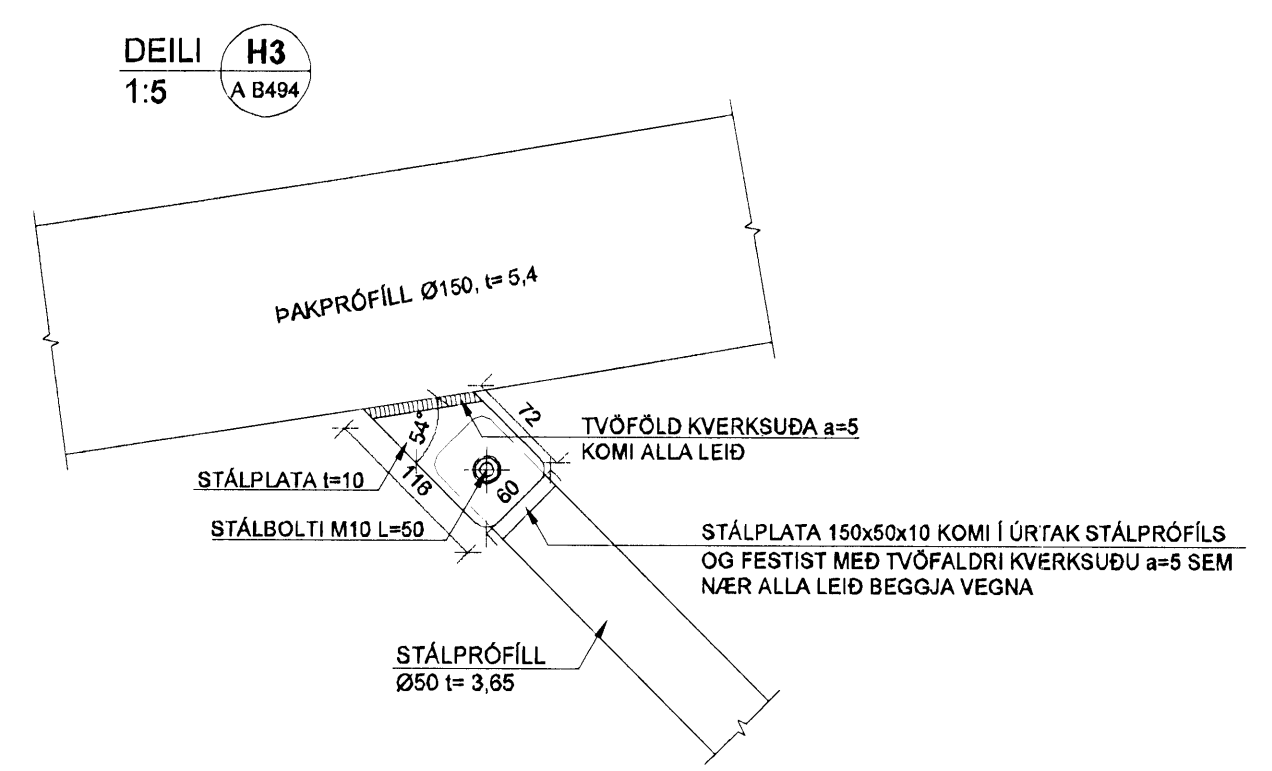 DEILI
1:5
H3
A B494
ÞAKPRÓFÍLL Ø150, t= 5,4
72
54°
118
60
TVÖFÖLD KVERKSUÐA a=5
KOMI ALLA LEIÐ
STÁLPLATA t=10
STÁLBOLTI M10 L=50
STÁLPLATA 150x50x10 KOMI Í ÚRTAK STÁLPRÓFÍLS
OG FESTIST MEÐ TVÖFALDRI KVERKSUÐU a=5 SEM
NÆR ALLA LEIÐ BEGGJA VEGNA
STÁLPRÓFÍLL
Ø50 t= 3,65